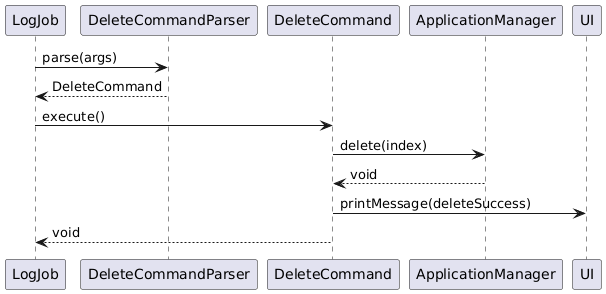 LogJob DeleteCommandParser DeleteCommand ApplicationManager UI
parse(args)
DeleteCommand
execute()
delete(index)
void
printMessage(deleteSuccess)
void
LogJob DeleteCommandParser DeleteCommand ApplicationManager UI